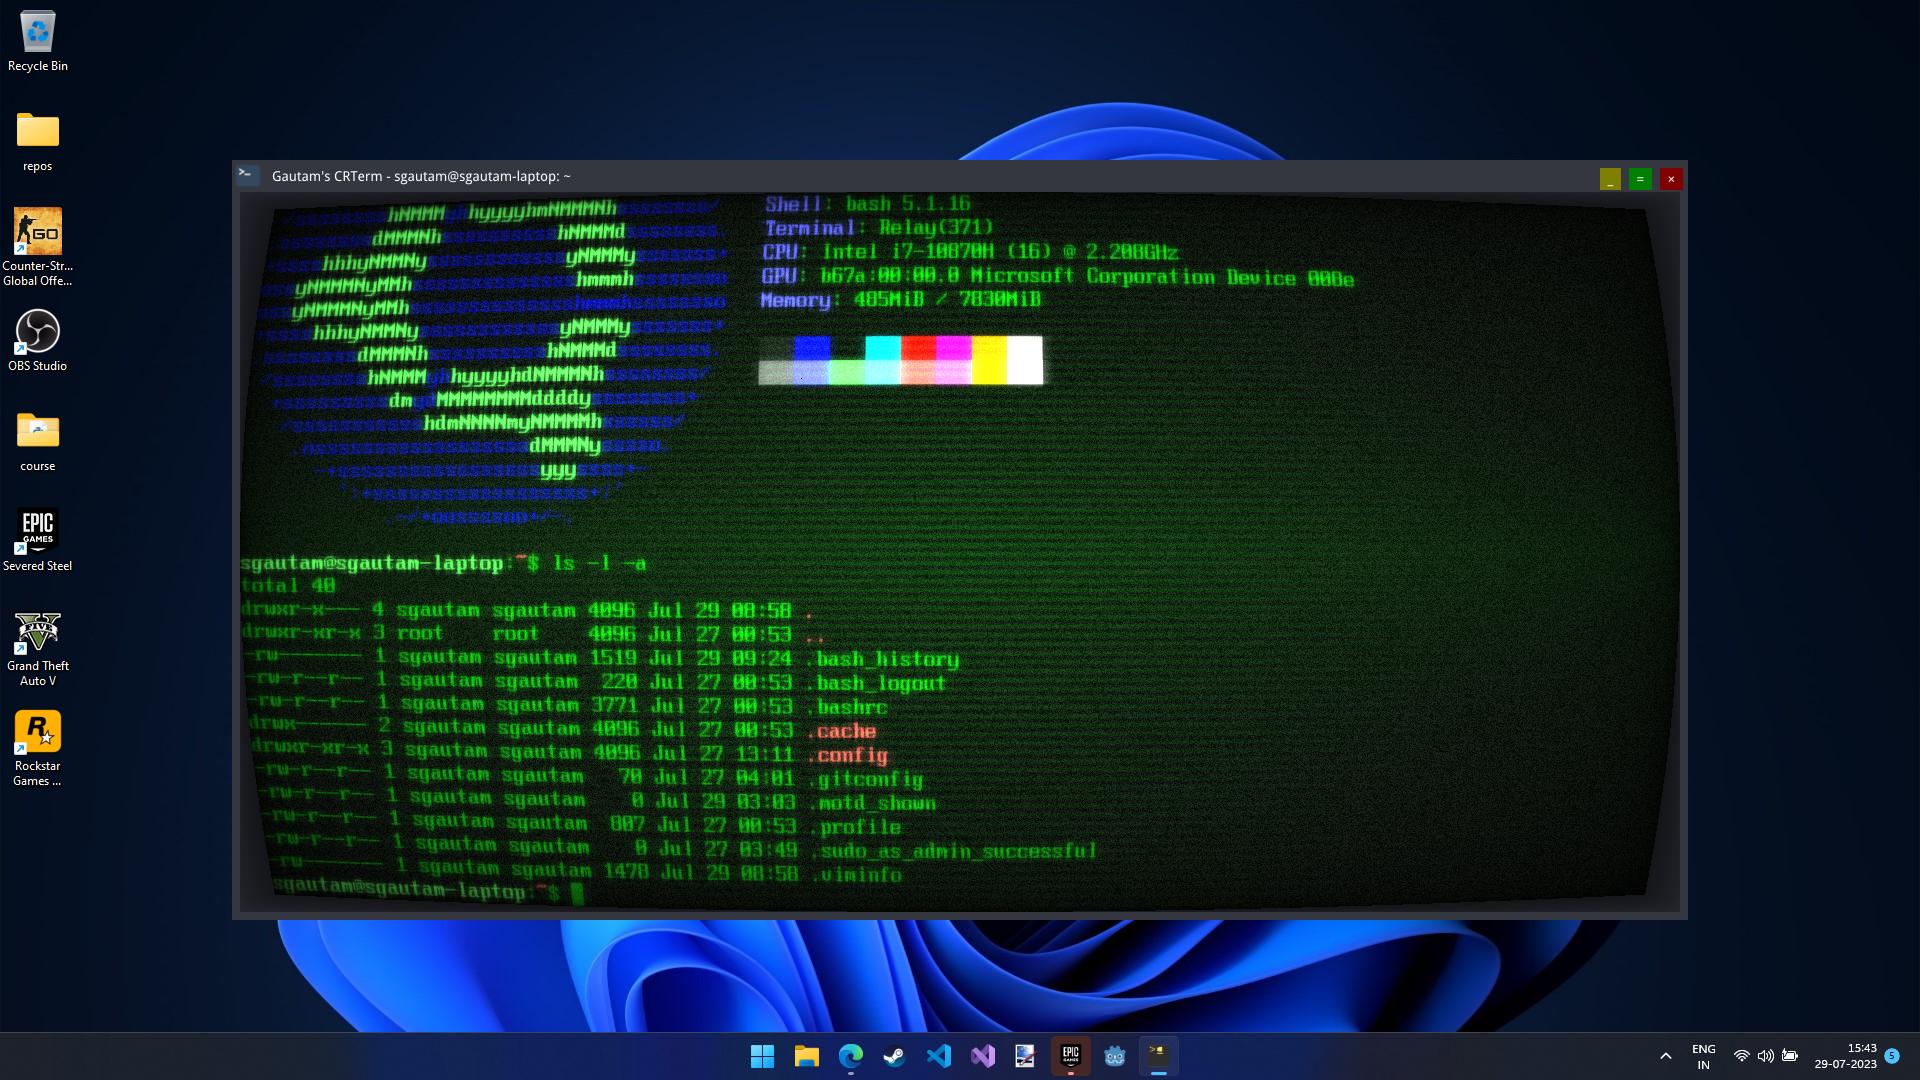 Recycle Bin
repos
GO
Counter-Str...
Global Offe...
OBS Studio
course
EPIC
GAMES
Severed Steel
FIVE
Grand Theft
Auto V
R
Rockstar
Games ...
Gautam's CRTerm - sgautam@sgautam-laptop: ~
Shell: bash 5.1.16
Terminal: Relay(371)
CPU: Intel i7-10870H (16) @ 2.208GHz
GPU: b67a:00:00.0 Microsoft Corporation Device 008e
Memory: 485MiB / 7830MiB
sgautam@sgautam-laptop:~$ ls -l -a
total 40
drwxr-x--- 4 sgautam sgautam 4096 Jul 29 08:58 .
drwxr-xr-x 3 root    root    4096 Jul 27 00:53 ..
-rw------- 1 sgautam sgautam 1519 Jul 29 09:24 .bash_history
-rw-r--r-- 1 sgautam sgautam  220 Jul 27 00:53 .bash_logout
-rw-r--r-- 1 sgautam sgautam 3771 Jul 27 00:53 .bashrc
drwx------ 2 sgautam sgautam 4096 Jul 27 00:53 .cache
drwxr-xr-x 3 sgautam sgautam 4096 Jul 27 13:11 .config
-rw-r--r-- 1 sgautam sgautam   70 Jul 27 04:01 .gitconfig
-rw-r--r-- 1 sgautam sgautam    0 Jul 29 03:03 .motd_shown
-rw-r--r-- 1 sgautam sgautam  807 Jul 27 00:53 .profile
-rw-r--r-- 1 sgautam sgautam    0 Jul 27 03:49 .sudo_as_admin_successful
-rw------- 1 sgautam sgautam 1478 Jul 29 08:58 .viminfo
sgautam@sgautam-laptop:~$
EPIC
GAMES
ENG
IN
15:43
29-07-2023
5